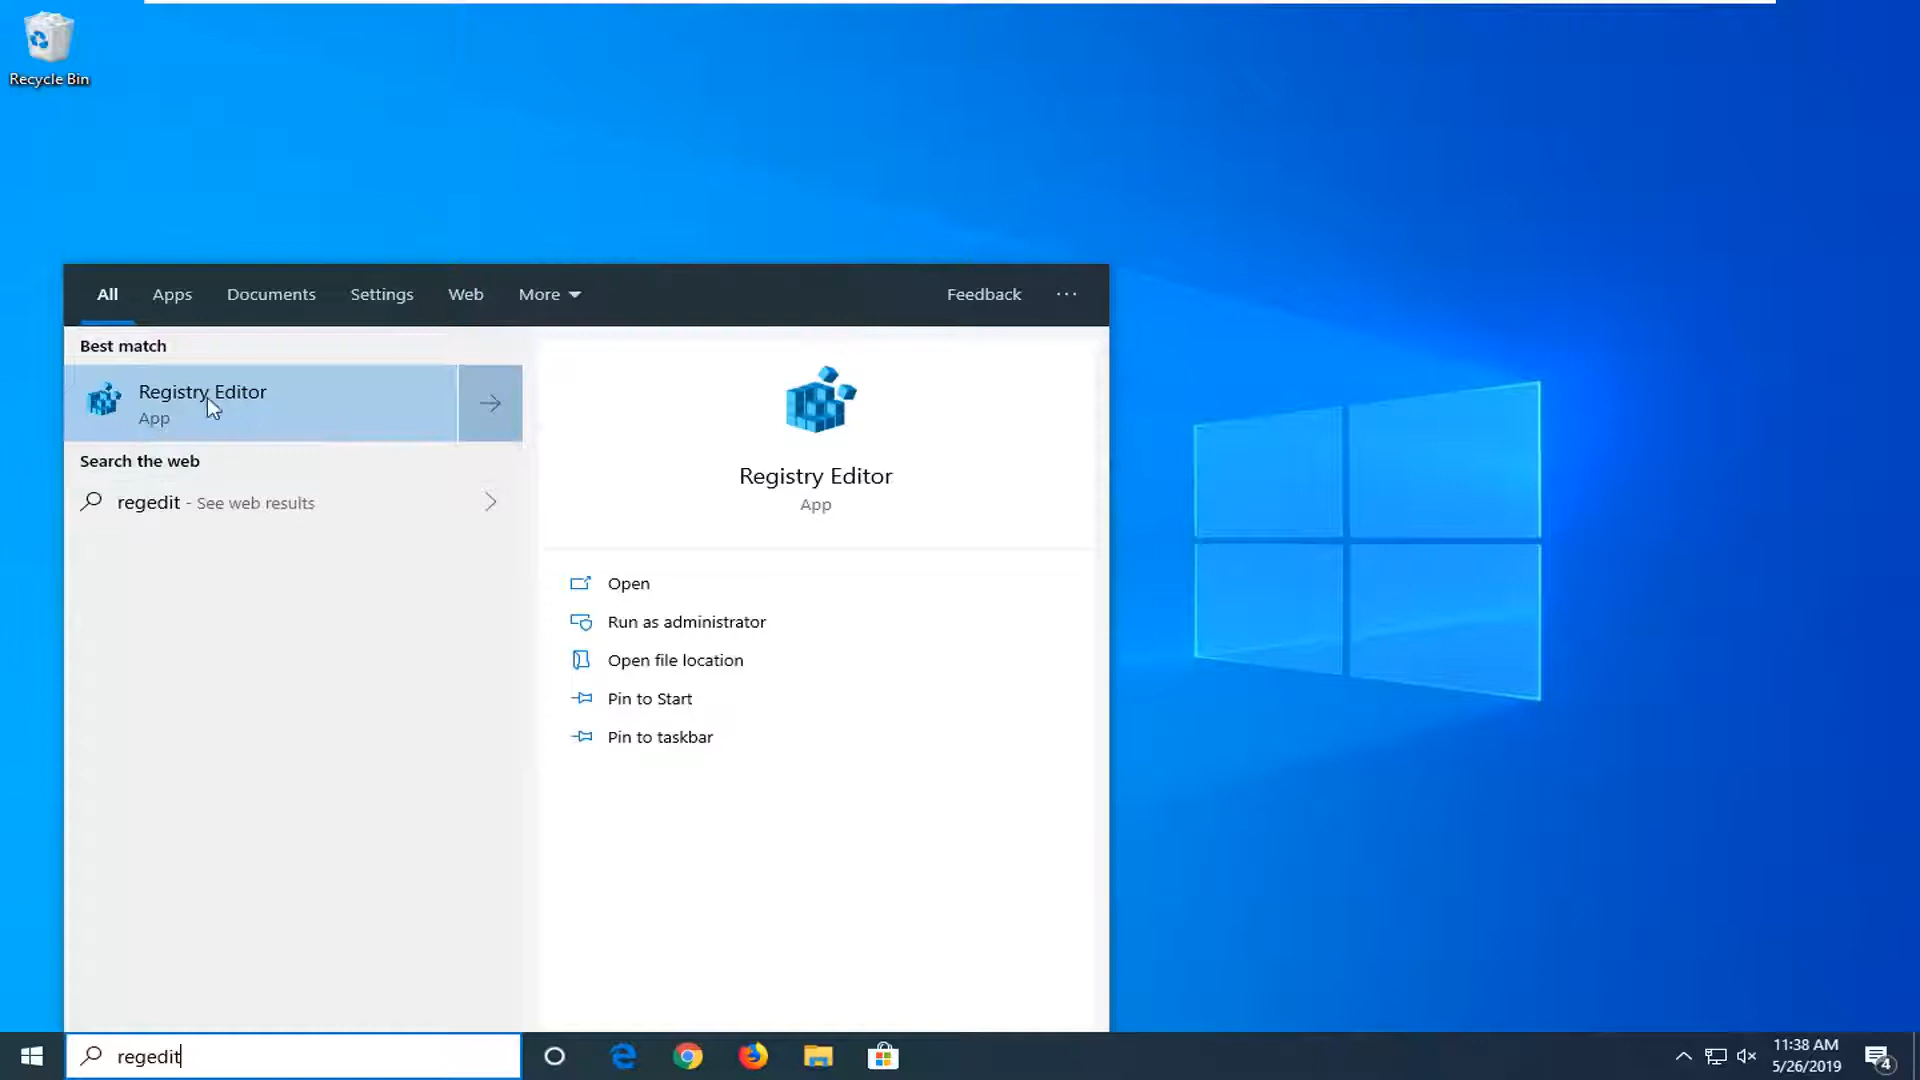 Recycle Bin
All Apps Documents Settings Web More Feedback ...
Best match
Registry Editor
App
Search the web
regedit - See web results
Registry Editor
App
Open
Run as administrator
Open file location
Pin to Start
Pin to taskbar
regedit
11:38 AM
5/26/2019
4